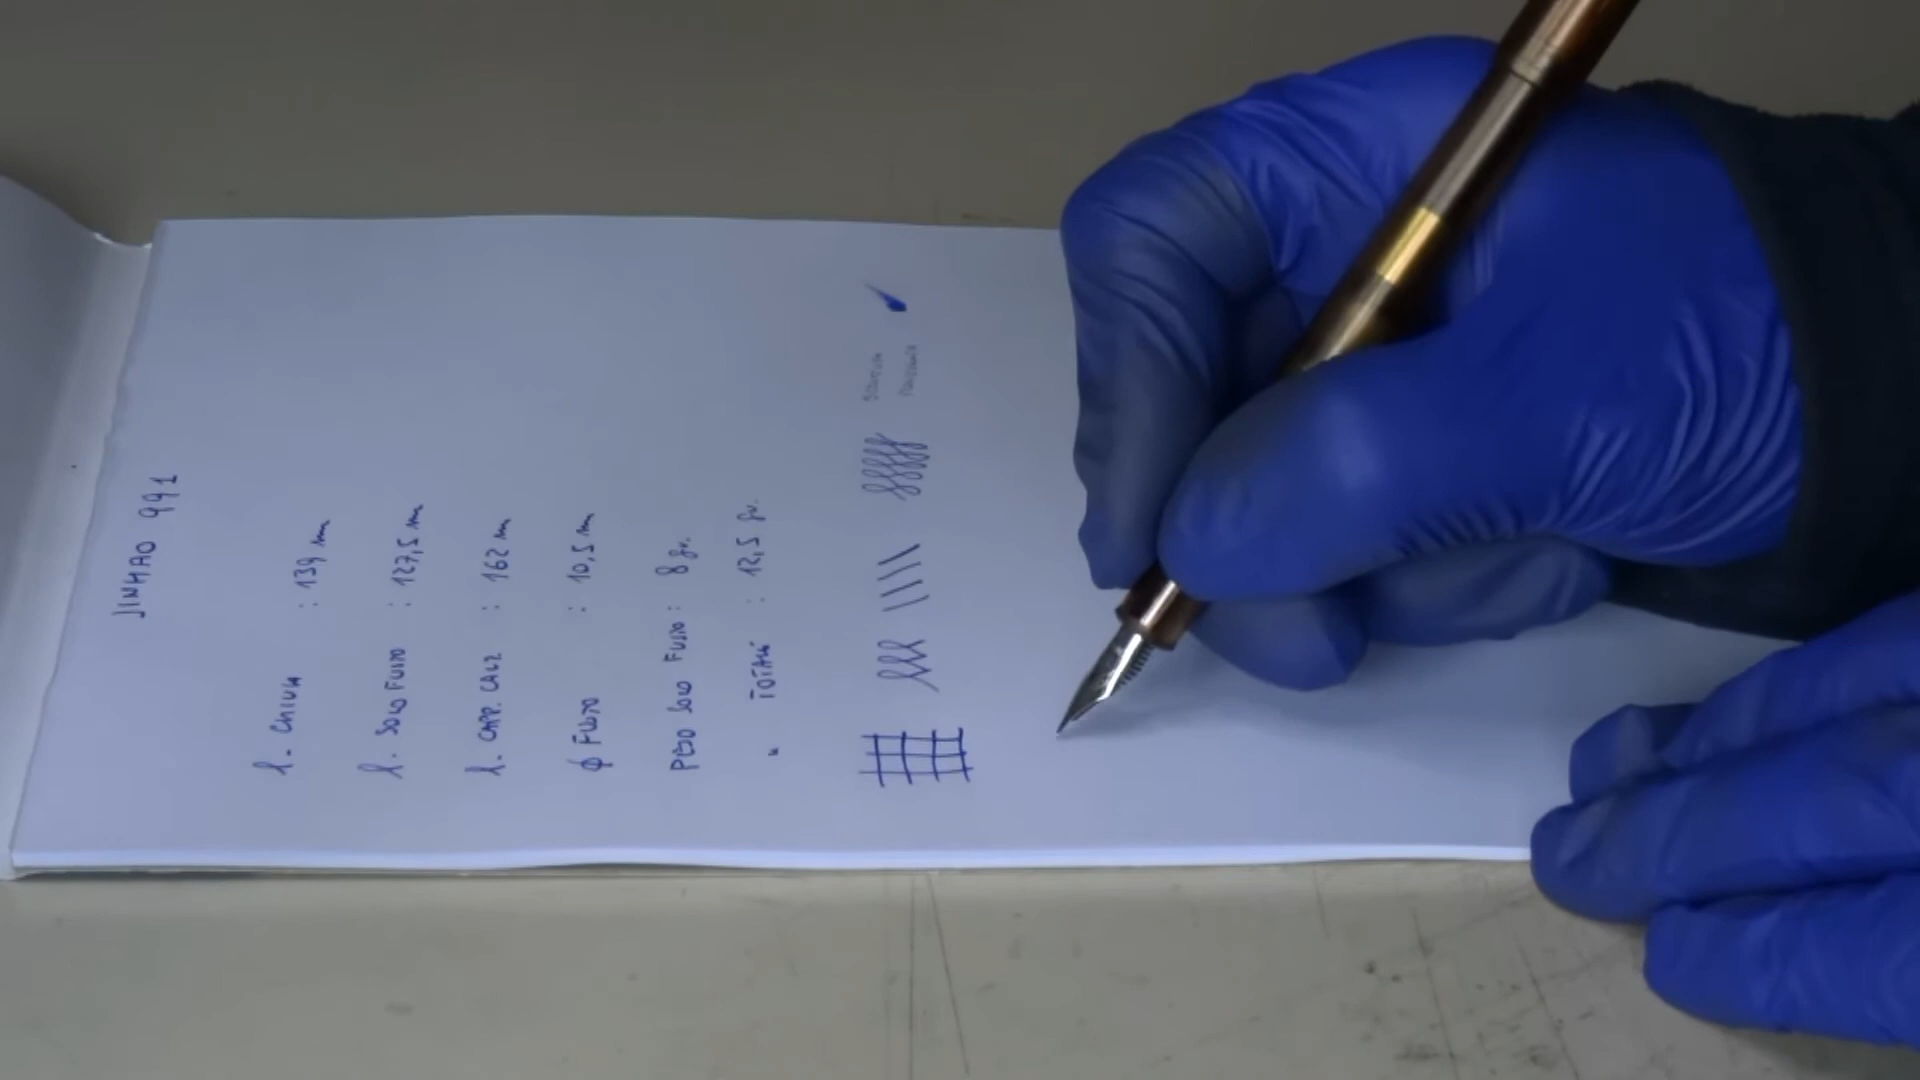 JINHAO 991
l. CHIUSA : 139 mm
l. SOLO FUSTO : 127,5 mm
l. CAPP. CALZ : 162 mm
φ FUSTO : 10,5 mm
PESO SOLO FUSTO : 8 gr.
" TOTALE : 12,5 gr.